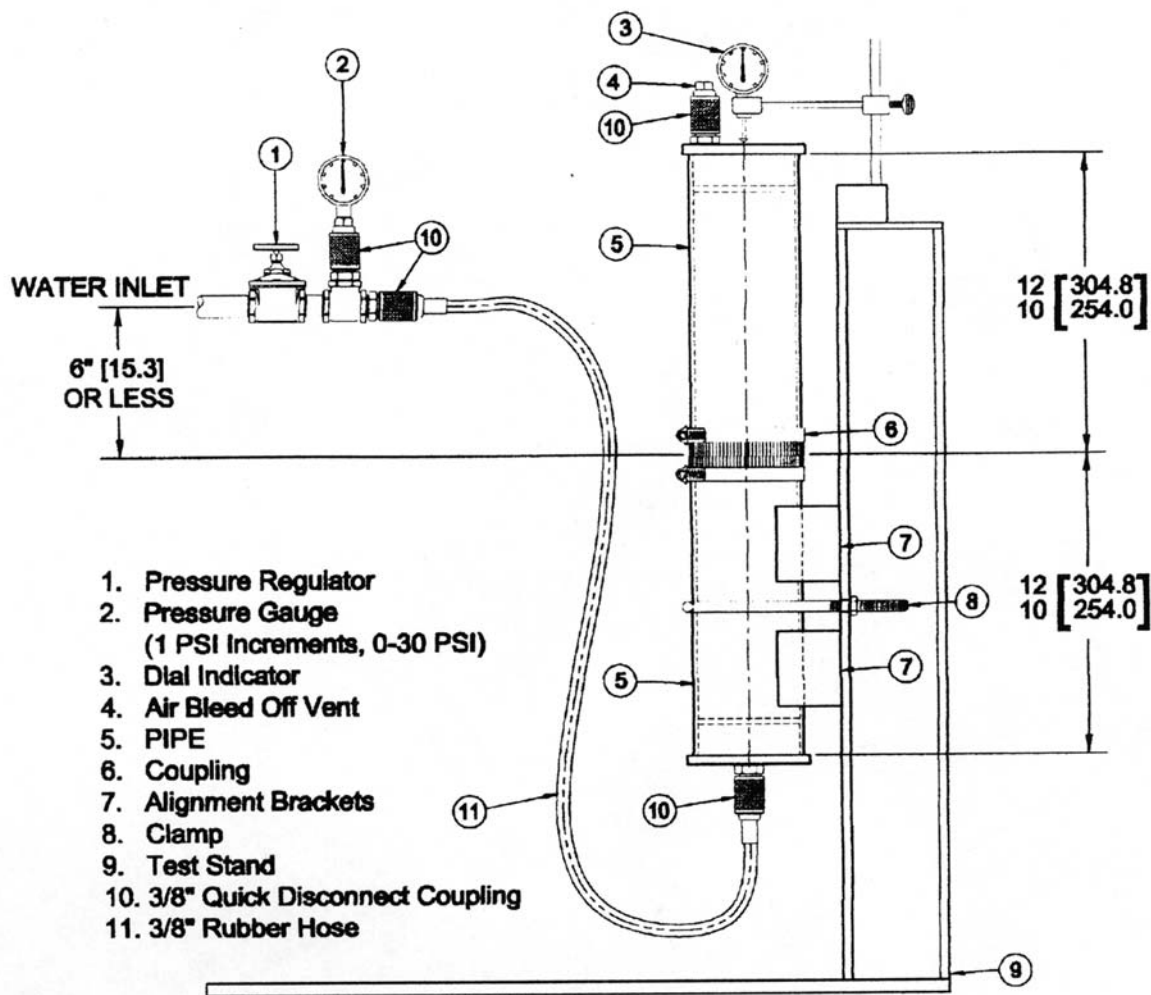 3
2
4
10
1
10
5
WATER INLET
12 [304.8]
10 [254.0]
6" [15.3]
OR LESS
6
7
12 [304.8]
10 [254.0]
8
7
5
1. Pressure Regulator
2. Pressure Gauge
(1 PSI Increments, 0-30 PSI)
3. Dial Indicator
4. Air Bleed Off Vent
5. PIPE
6. Coupling
7. Alignment Brackets
8. Clamp
9. Test Stand
10. 3/8" Quick Disconnect Coupling
11. 3/8" Rubber Hose
11
10
9